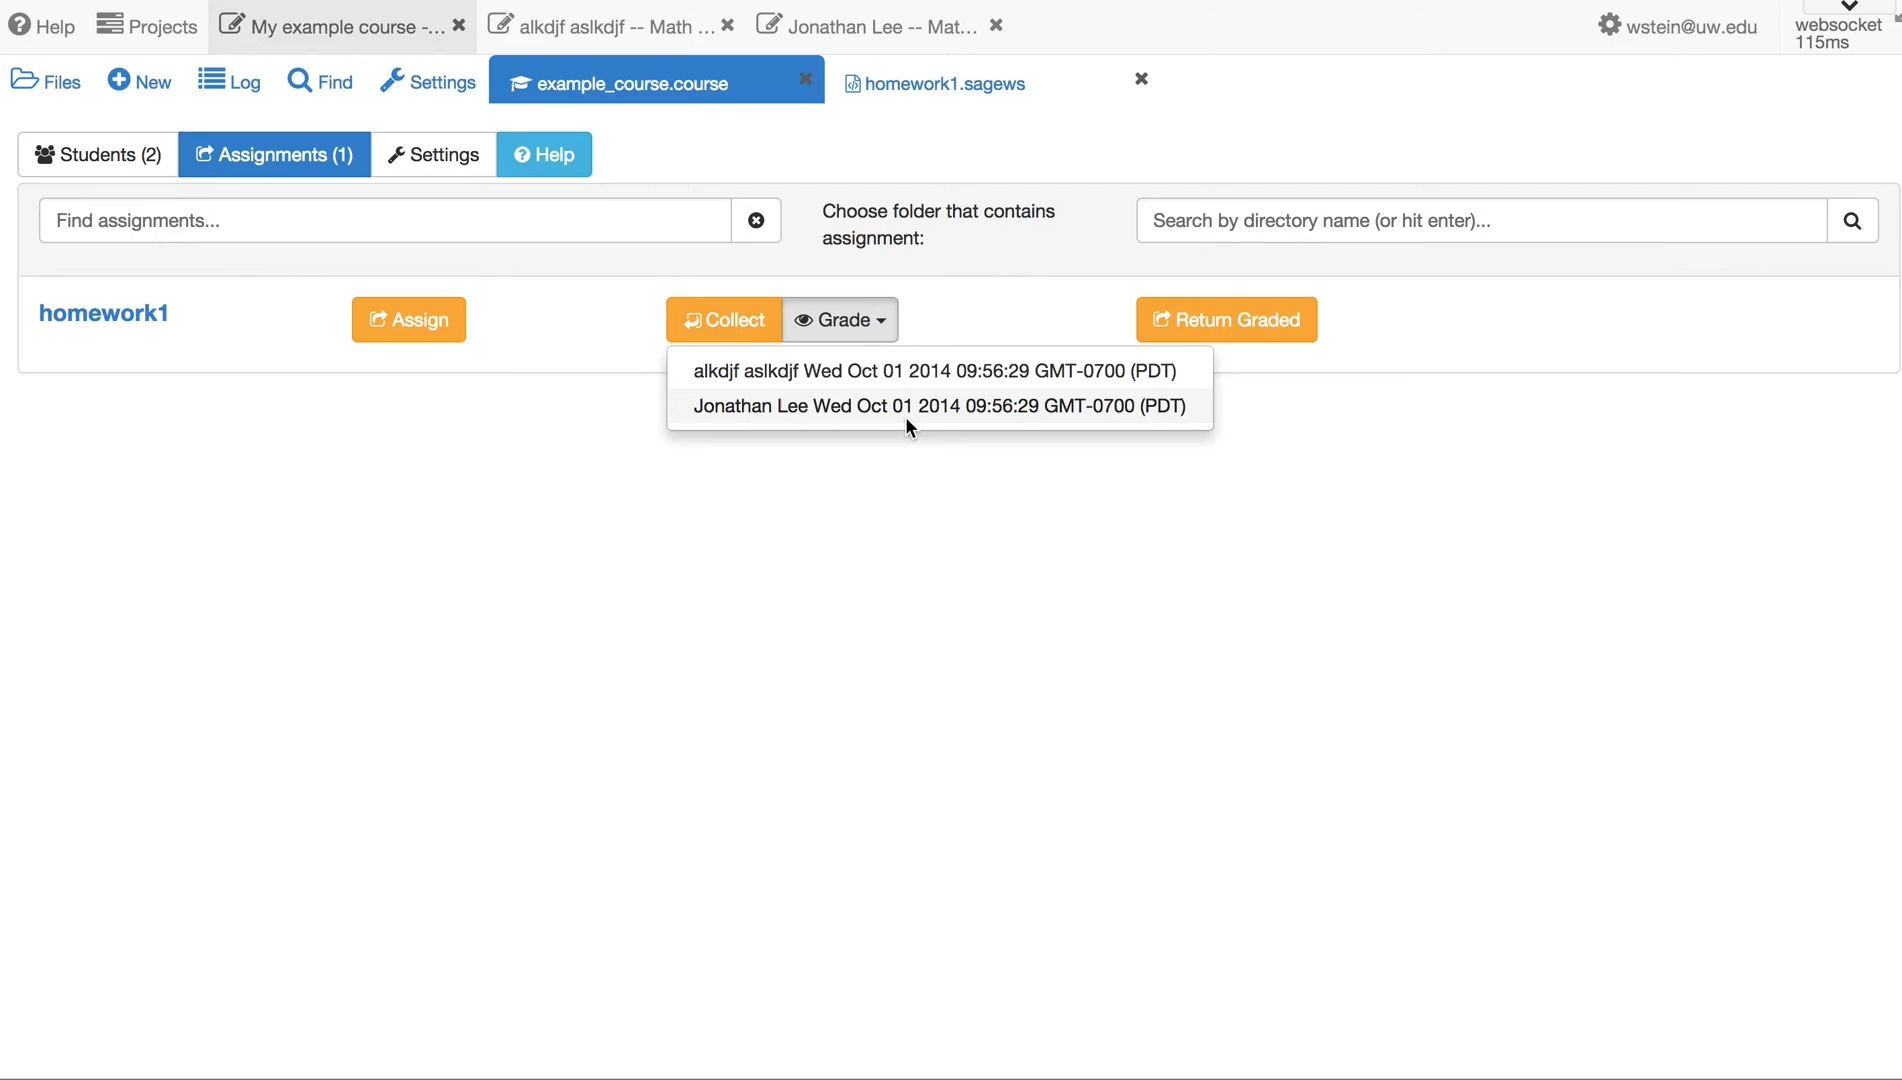 Help Projects My example course -... alkdjf aslkdjf -- Math ... Jonathan Lee -- Mat... wstein@uw.edu websocket
115ms
Files New Log Find Settings example_course.course homework1.sagews
Students (2) Assignments (1) Settings Help
Find assignments... Choose folder that contains Search by directory name (or hit enter)...
assignment:
homework1 Assign Collect Grade Return Graded
alkdjf aslkdjf Wed Oct 01 2014 09:56:29 GMT-0700 (PDT)
Jonathan Lee Wed Oct 01 2014 09:56:29 GMT-0700 (PDT)